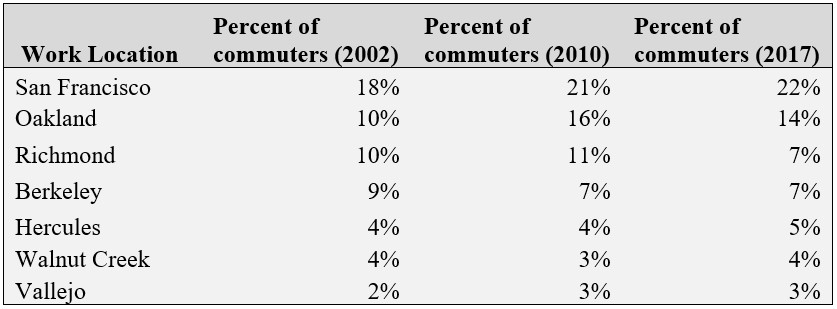 Work Location Percent of commuters (2002) Percent of commuters (2010) Percent of commuters (2017)
San Francisco 18% 21% 22%
Oakland 10% 16% 14%
Richmond 10% 11% 7%
Berkeley 9% 7% 7%
Hercules 4% 4% 5%
Walnut Creek 4% 3% 4%
Vallejo 2% 3% 3%